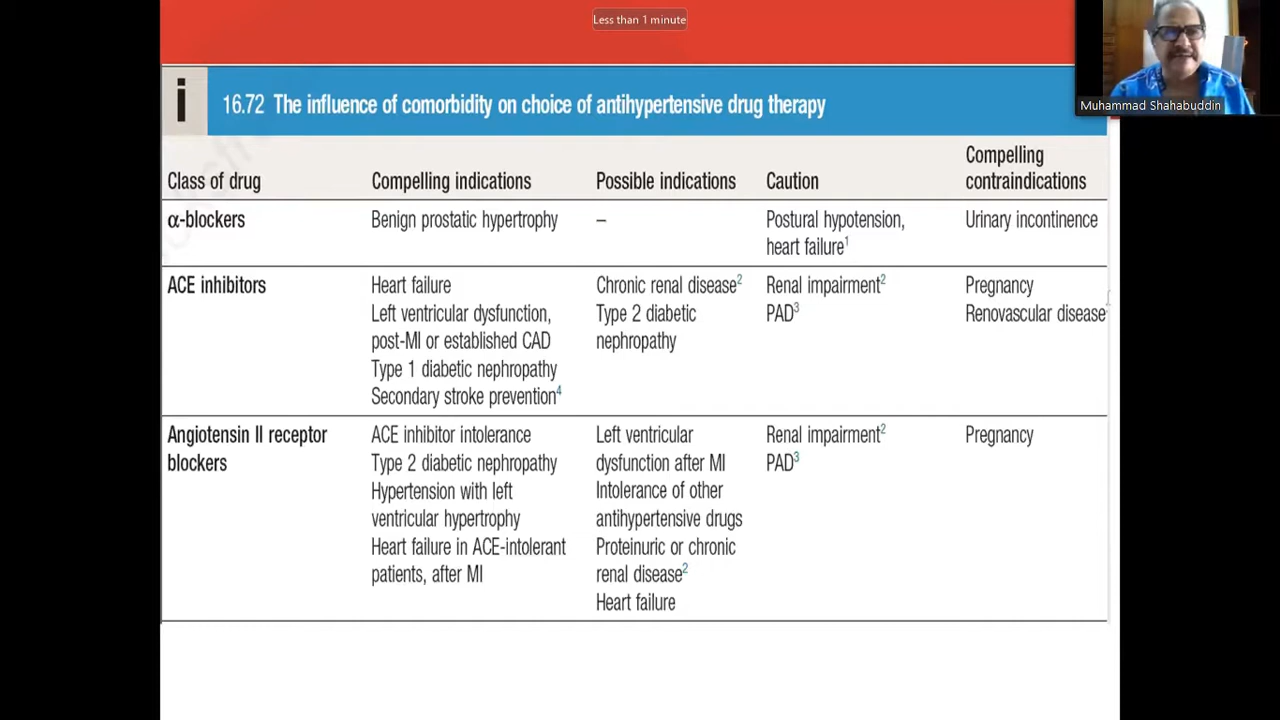 Less than 1 minute
Muhammad Shahabuddin
i
16.72 The influence of comorbidity on choice of antihypertensive drug therapy
Class of drug
Compelling indications
Possible indications
Caution
Compelling
contraindications
α-blockers
Benign prostatic hypertrophy
–
Postural hypotension,
heart failure¹
Urinary incontinence
ACE inhibitors
Heart failure
Left ventricular dysfunction,
post-MI or established CAD
Type 1 diabetic nephropathy
Secondary stroke prevention⁴
Chronic renal disease²
Type 2 diabetic
nephropathy
Renal impairment²
PAD³
Pregnancy
Renovascular disease
Angiotensin II receptor
blockers
ACE inhibitor intolerance
Type 2 diabetic nephropathy
Hypertension with left
ventricular hypertrophy
Heart failure in ACE-intolerant
patients, after MI
Left ventricular
dysfunction after MI
Intolerance of other
antihypertensive drugs
Proteinuric or chronic
renal disease²
Heart failure
Renal impairment²
PAD³
Pregnancy